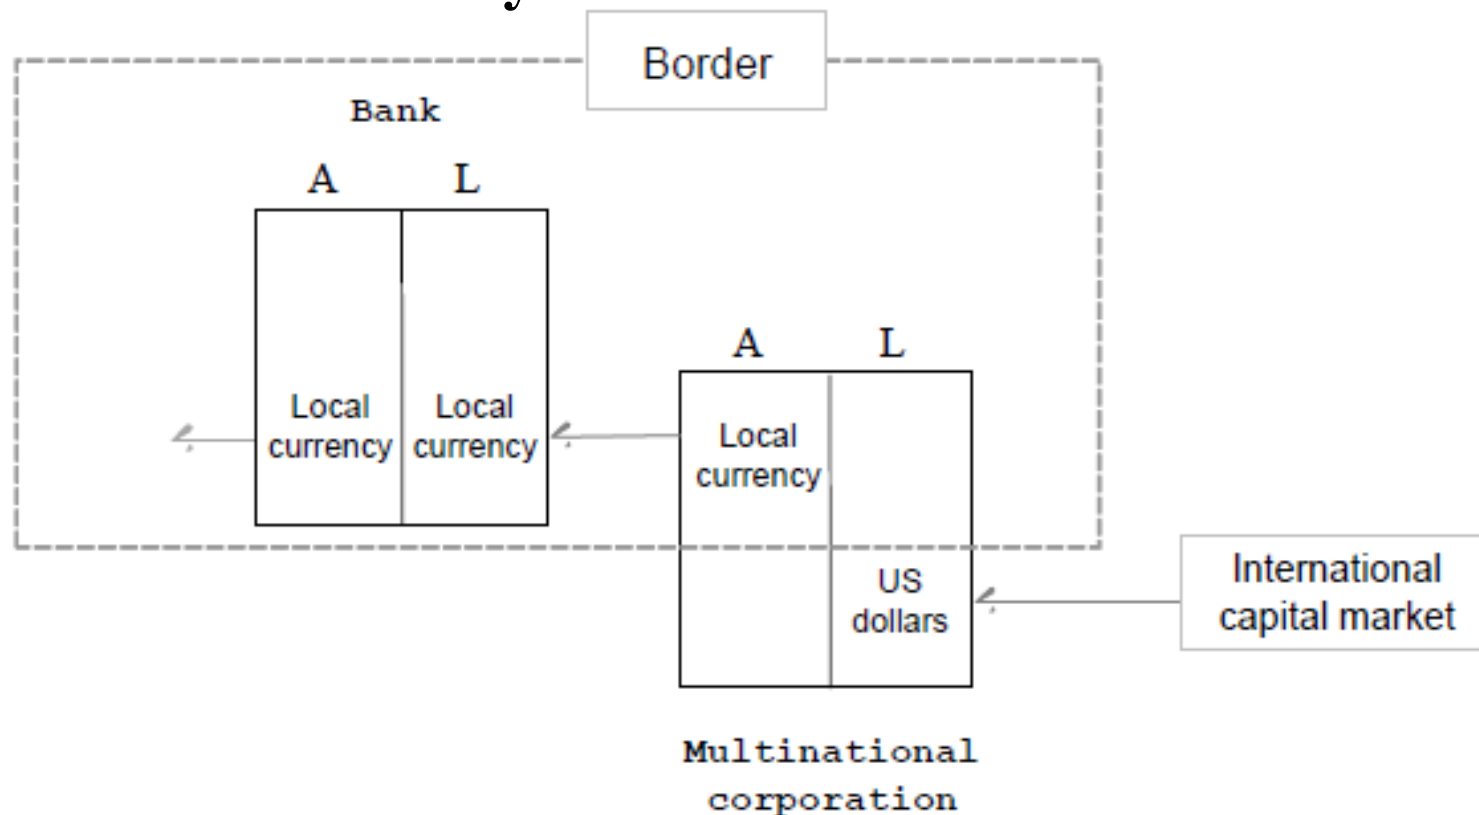 Border
Bank
A L
Local
currency
Local
currency
A L
Local
currency
US
dollars
International
capital market
Multinational
corporation